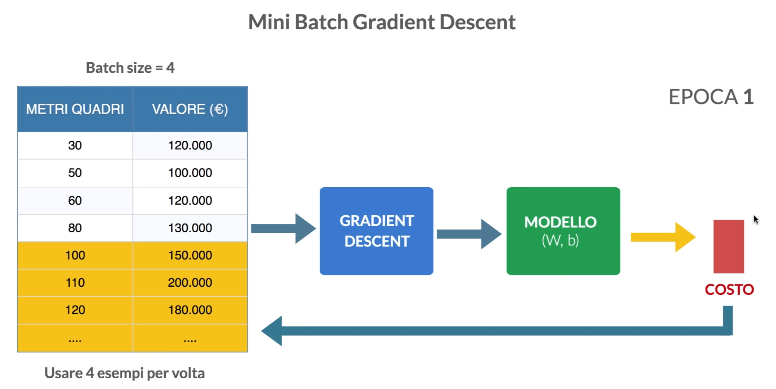 Mini Batch Gradient Descent
Batch size = 4
EPOCA 1
METRI QUADRI VALORE (€)
30 120.000
50 100.000
60 120.000
80 130.000
100 150.000
110 200.000
120 180.000
.... ....
GRADIENT
DESCENT
MODELLO
(W, b)
COSTO
Usare 4 esempi per volta